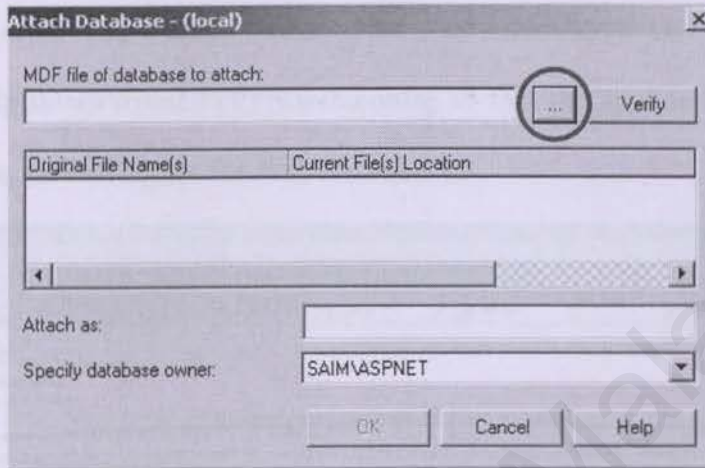 Attach Database - (local)
MDF file of database to attach:
... Verify
Original File Name(s) Current File(s) Location
Attach as:
Specify database owner: SAIM\ASPNET
OK Cancel Help
Mala